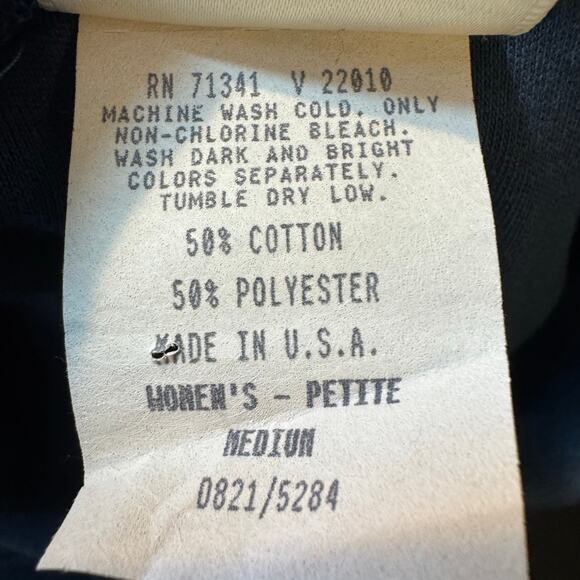 RN 71341 V 22010
MACHINE WASH COLD. ONLY
NON-CHLORINE BLEACH.
WASH DARK AND BRIGHT
COLORS SEPARATELY.
TUMBLE DRY LOW.
50% COTTON
50% POLYESTER
MADE IN U.S.A.
WOMEN'S - PETITE
MEDIUM
0821/5284